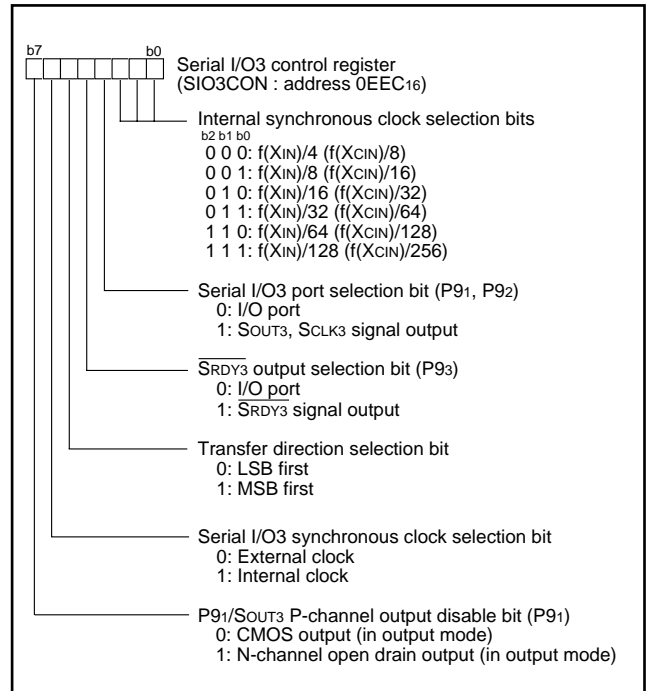 b7 b0
Serial I/O3 control register
(SIO3CON : address 0EEC16)
Internal synchronous clock selection bits
b2 b1 b0
0 0 0: f(XIN)/4 (f(XCIN)/8)
0 0 1: f(XIN)/8 (f(XCIN)/16)
0 1 0: f(XIN)/16 (f(XCIN)/32)
0 1 1: f(XIN)/32 (f(XCIN)/64)
1 1 0: f(XIN)/64 (f(XCIN)/128)
1 1 1: f(XIN)/128 (f(XCIN)/256)
Serial I/O3 port selection bit (P91, P92)
0: I/O port
1: SOUT3, SCLK3 signal output
SRDY3 output selection bit (P93)
0: I/O port
1: SRDY3 signal output
Transfer direction selection bit
0: LSB first
1: MSB first
Serial I/O3 synchronous clock selection bit
0: External clock
1: Internal clock
P91/SOUT3 P-channel output disable bit (P91)
0: CMOS output (in output mode)
1: N-channel open drain output (in output mode)